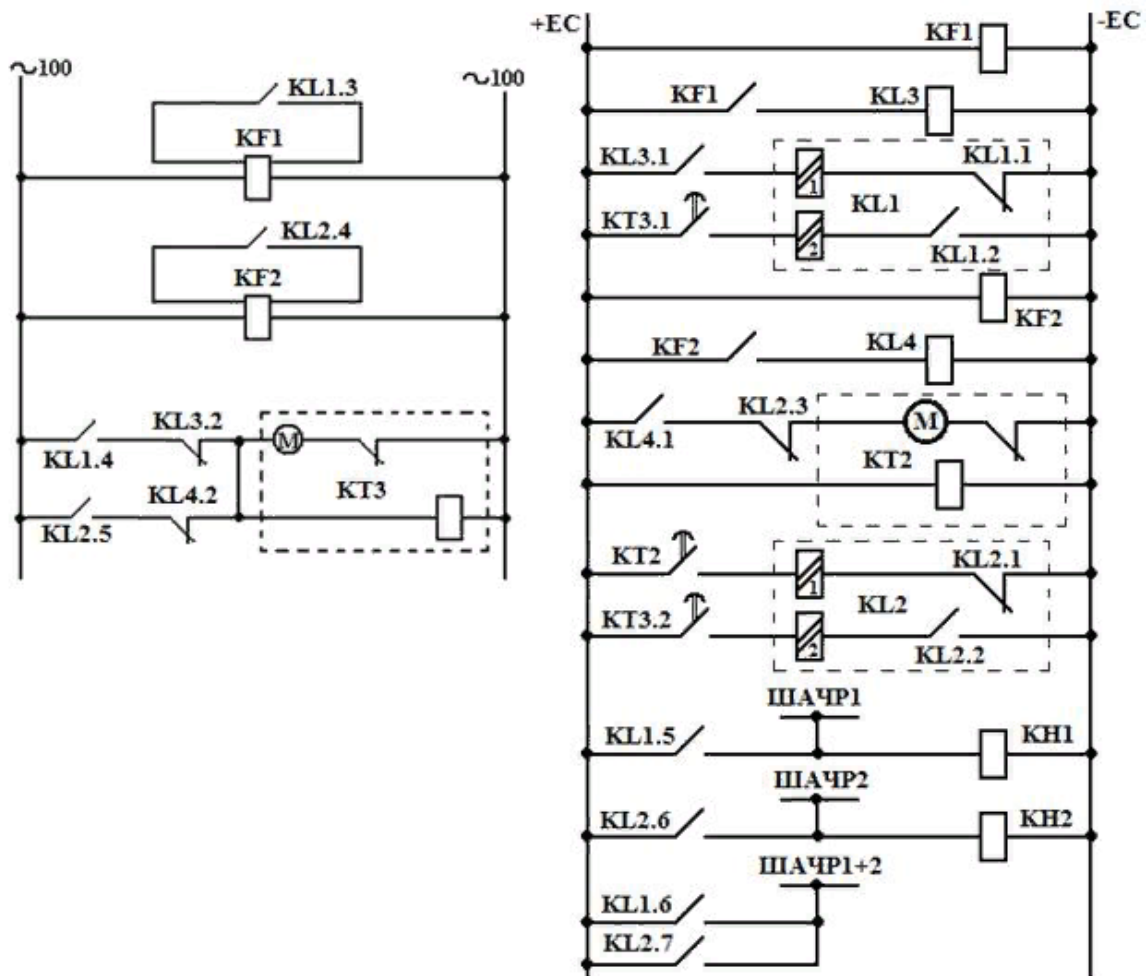 ~100
~100
KL1.3
KF1
KL2.4
KF2
KL3.2
KL1.4
M
KT3
KL4.2
KL2.5
+EC
-EC
KF1
KF1
KL3
KL3.1
1
KL1.1
KL1
KT3.1
2
KL1.2
KF2
KF2
KL4
KL4.1
KL2.3
M
KT2
KT2
1
KL2.1
KL2
KT3.2
2
KL2.2
ШАЧР1
KL1.5
KH1
ШАЧР2
KL2.6
KH2
ШАЧР1+2
KL1.6
KL2.7